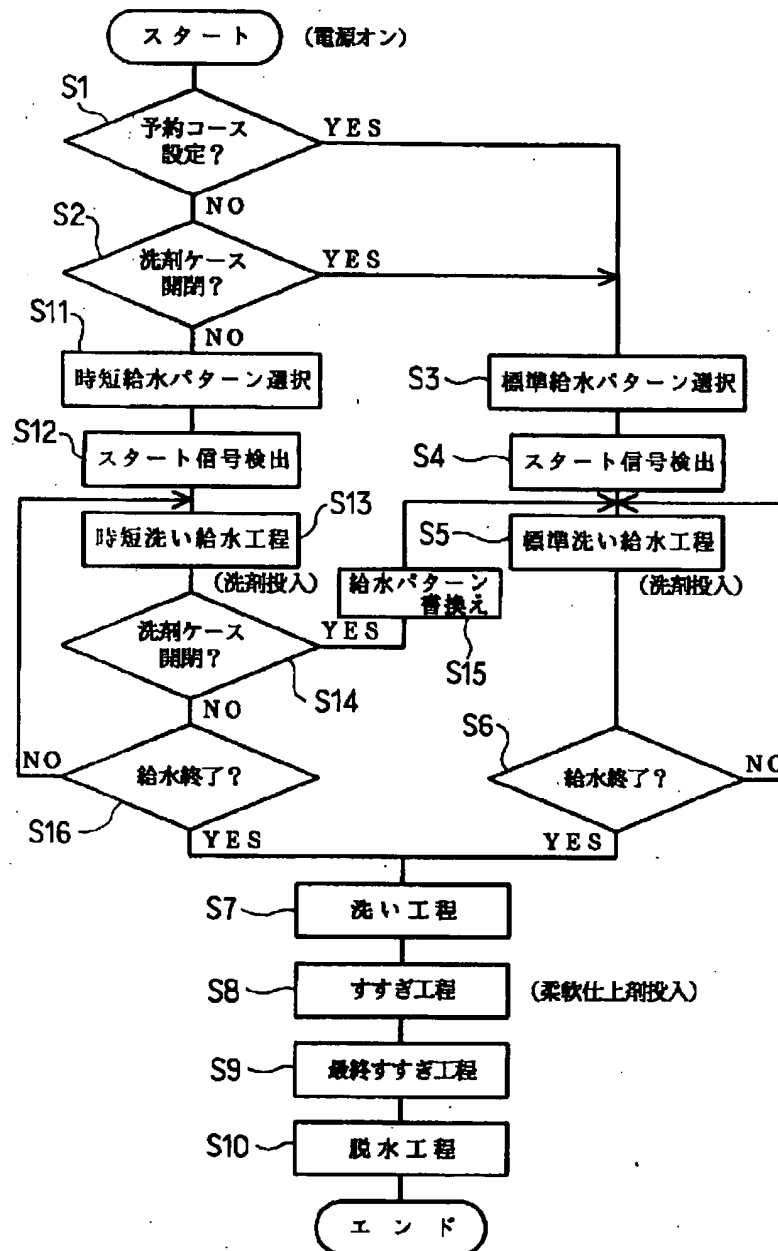 スタート
(電源オン)
S1
予約コース
設定?
YES
NO
S2
洗剤ケース
開閉?
YES
NO
S11
時短給水パターン選択
S3
標準給水パターン選択
S12
スタート信号検出
S4
スタート信号検出
S13
時短洗い給水工程
(洗剤投入)
S5
標準洗い給水工程
(洗剤投入)
給水パターン
書換え
S15
洗剤ケース
開閉?
YES
S14
NO
給水終了?
NO
S16
YES
S6
給水終了?
NO
YES
S7
洗い工程
S8
すすぎ工程
(柔軟仕上剤投入)
S9
最終すすぎ工程
S10
脱水工程
エンド